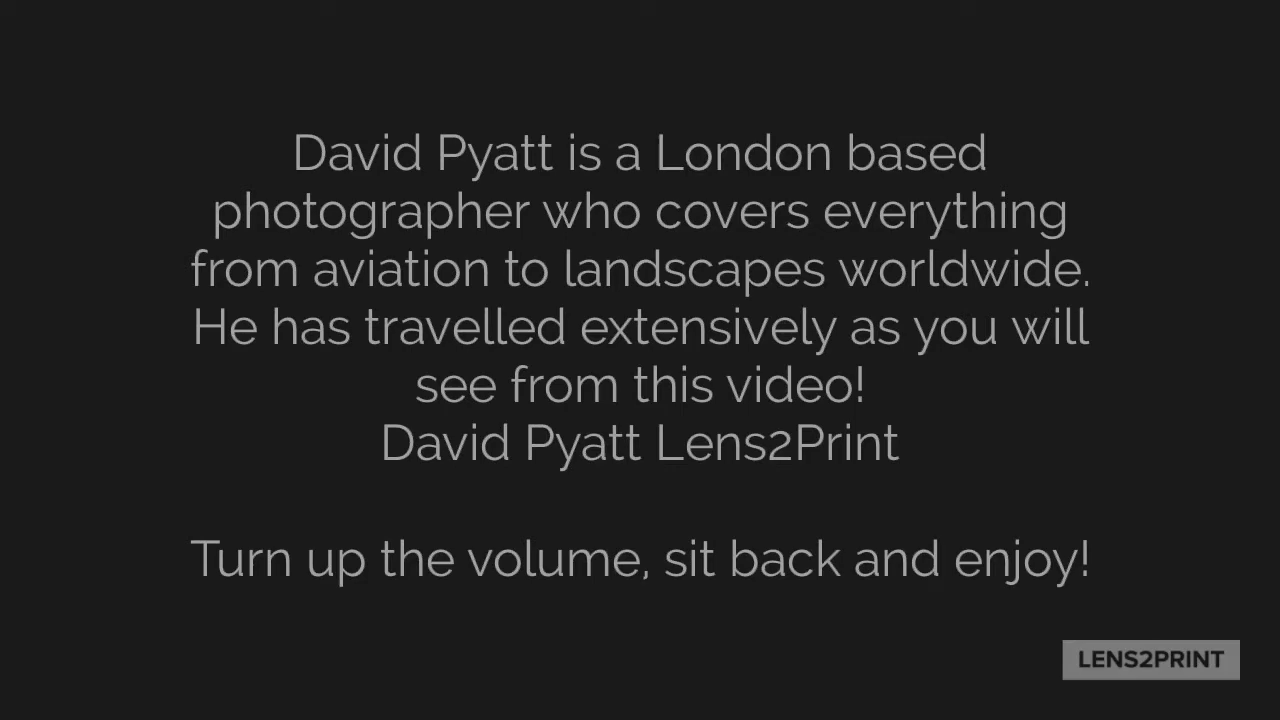 David Pyatt is a London based
photographer who covers everything
from aviation to landscapes worldwide.
He has travelled extensively as you will
see from this video!
David Pyatt Lens2Print
Turn up the volume, sit back and enjoy!
LENS2PRINT